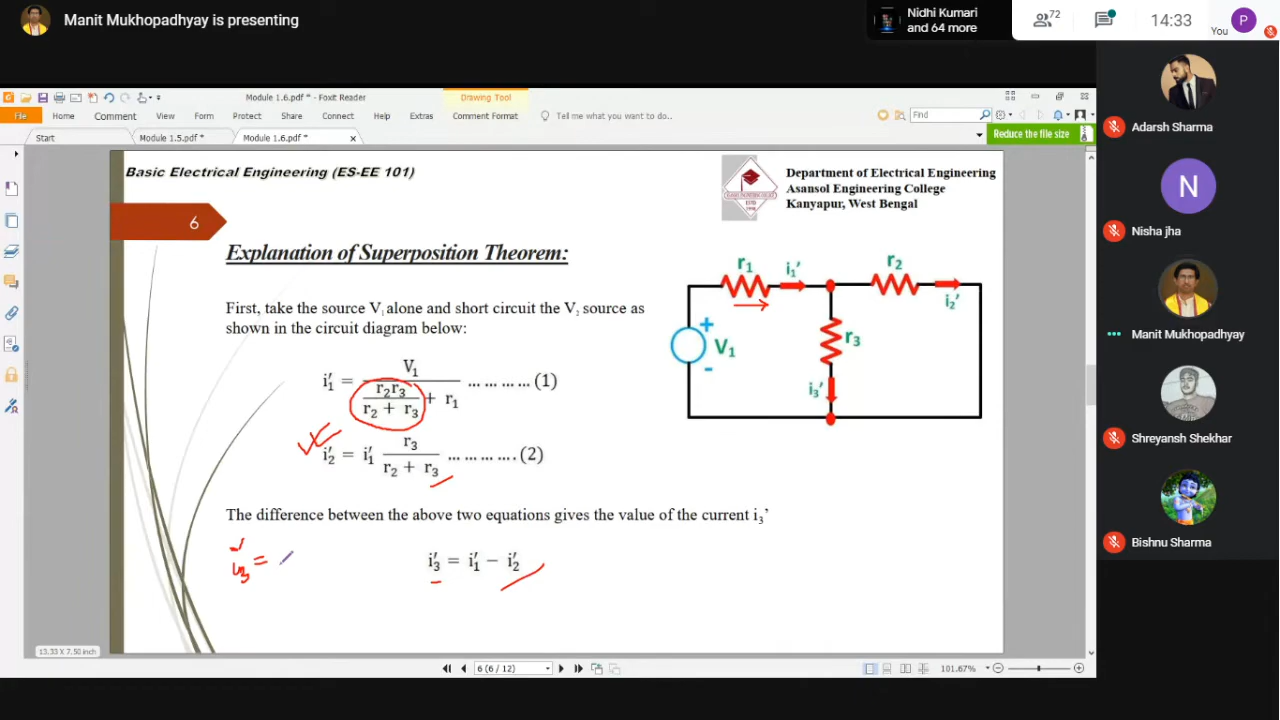 Manit Mukhopadhyay is presenting
Nidhi Kumari
and 64 more
72
14:33
You
P
Module 1.6.pdf * - Foxit Reader
Drawing Tool
File Home Comment View Form Protect Share Connect Help Extras Comment Format Tell me what you want to do.. Find
Start Module 1.5.pdf * Module 1.6.pdf * Reduce the file size
Basic Electrical Engineering (ES-EE 101)
Department of Electrical Engineering
Asansol Engineering College
Kanyapur, West Bengal
6
Explanation of Superposition Theorem:
First, take the source V₁ alone and short circuit the V₂ source as
shown in the circuit diagram below:
i₁′ = V₁ / (r₂r₃ / (r₂ + r₃) + r₁) ... ... ... ... (1)
i₂′ = i₁′ r₃ / (r₂ + r₃) ... ... ... .... (2)
The difference between the above two equations gives the value of the current i₃’
i₃′ =
i₃′ = i₁′ − i₂′
r₁ i₁’ r₂
i₂’
+
V₁
-
r₃
i₃’
13.33 x 7.50 inch
6 (6 / 12)
101.67%
Adarsh Sharma
N
Nisha jha
Manit Mukhopadhyay
Shreyansh Shekhar
Bishnu Sharma